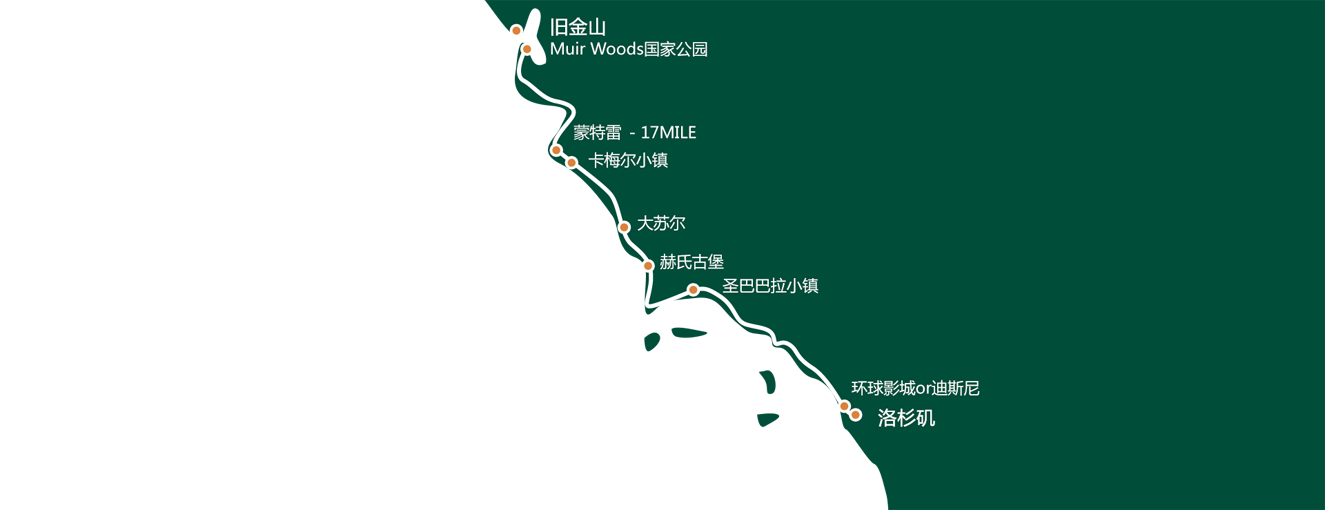 旧金山
Muir Woods国家公园
蒙特雷 - 17MILE
卡梅尔小镇
大苏尔
赫氏古堡
圣巴巴拉小镇
环球影城or迪斯尼
洛杉矶